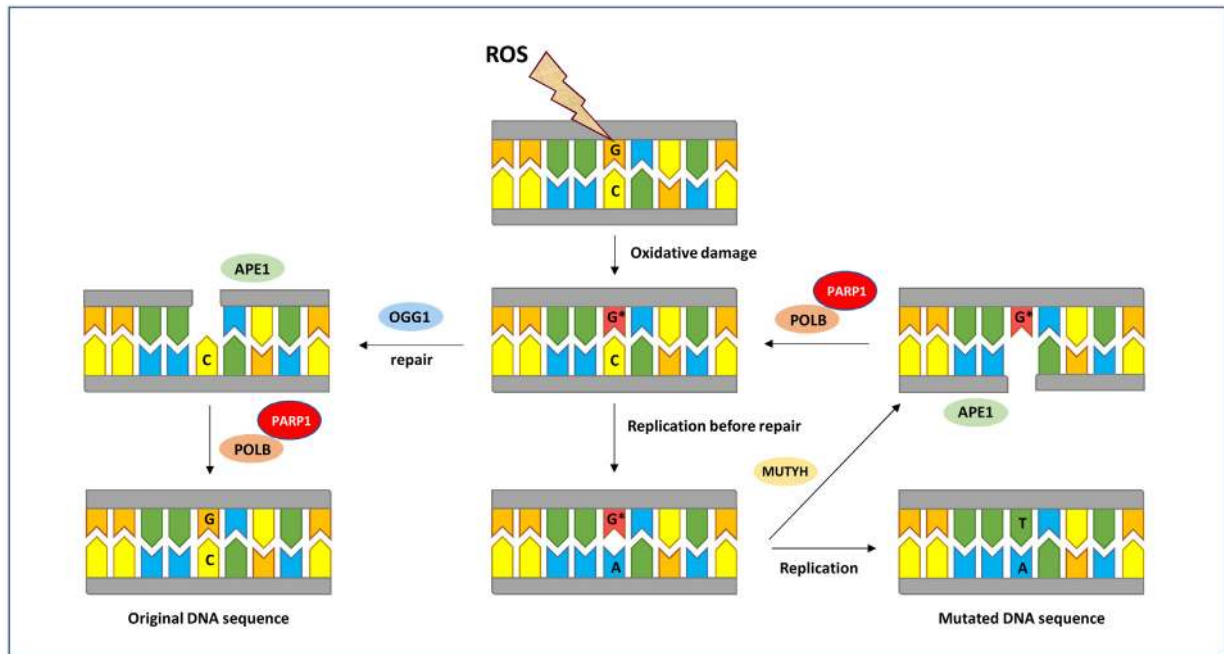 ROS
G
C
Oxidative damage
APE1
OGG1
repair
C
G*
C
PARP1
POLB
G*
APE1
PARP1
POLB
Replication before repair
MUTYH
G
C
G*
A
Replication
T
A
Original DNA sequence
Mutated DNA sequence